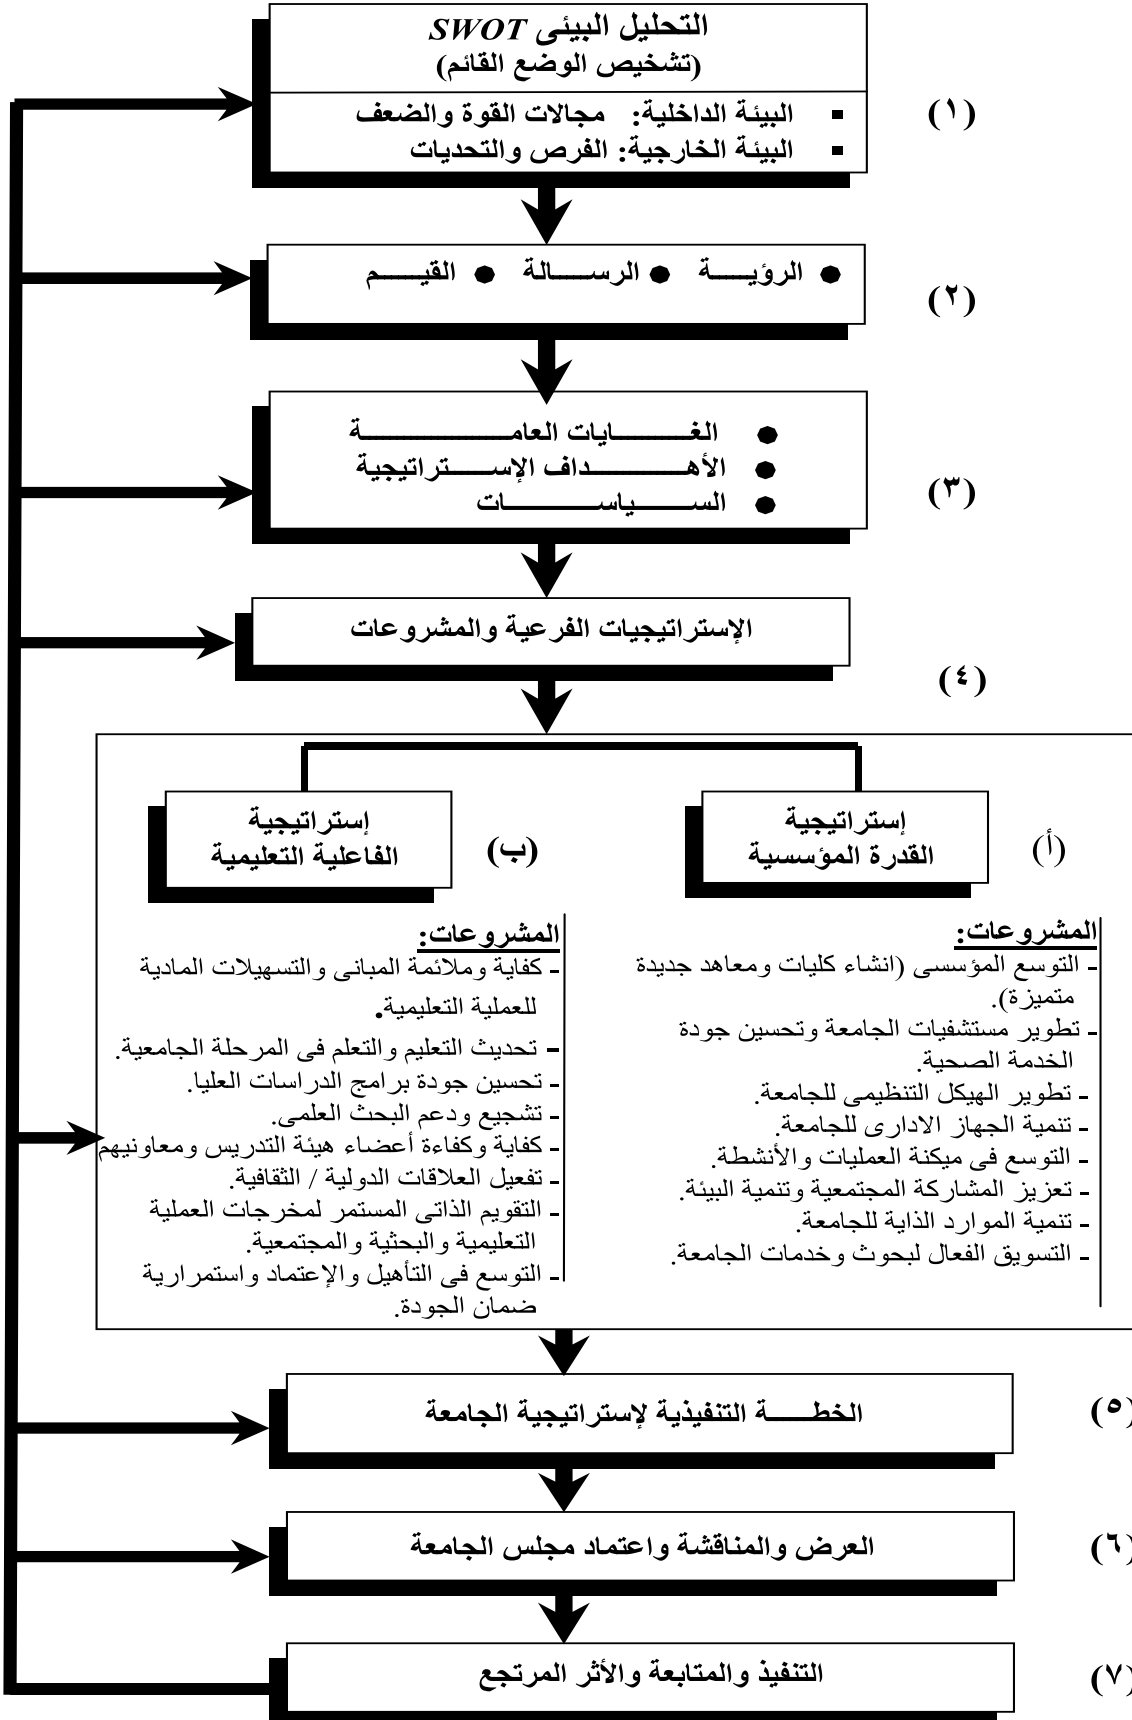 التحليل البيئى SWOT
(تشخيص الوضع القائم)
(١)
▪ البيئة الداخلية: مجالات القوة والضعف
▪ البيئة الخارجية: الفرص والتحديات
● الرؤيـــة ● الرســـالة ● القيـــم
(٢)
● الغـــــايات العامـــــــــة
● الأهــــــداف الإســـتراتيجية
● الســـــياســــــات
(٣)
الإستراتيجيات الفرعية والمشروعات
(٤)
(أ)
إستراتيجية
القدرة المؤسسية
المشروعات:
- التوسع المؤسسى (انشاء كليات ومعاهد جديدة
متميزة).
- تطوير مستشفيات الجامعة وتحسين جودة
الخدمة الصحية.
- تطوير الهيكل التنظيمى للجامعة.
- تنمية الجهاز الادارى للجامعة.
- التوسع فى ميكنة العمليات والأنشطة.
- تعزيز المشاركة المجتمعية وتنمية البيئة.
- تنمية الموارد الذاية للجامعة.
- التسويق الفعال لبحوث وخدمات الجامعة.
(ب)
إستراتيجية
الفاعلية التعليمية
المشروعات:
- كفاية وملائمة المبانى والتسهيلات المادية
للعملية التعليمية.
- تحديث التعليم والتعلم فى المرحلة الجامعية.
- تحسين جودة برامج الدراسات العليا.
- تشجيع ودعم البحث العلمى.
- كفاية وكفاءة أعضاء هيئة التدريس ومعاونيهم
- تفعيل العلاقات الدولية / الثقافية.
- التقويم الذاتى المستمر لمخرجات العملية
التعليمية والبحثية والمجتمعية.
- التوسع فى التأهيل والإعتماد واستمرارية
ضمان الجودة.
(٥)
الخطـــة التنفيذية لإستراتيجية الجامعة
(٦)
العرض والمناقشة واعتماد مجلس الجامعة
(٧)
التنفيذ والمتابعة والأثر المرتجع